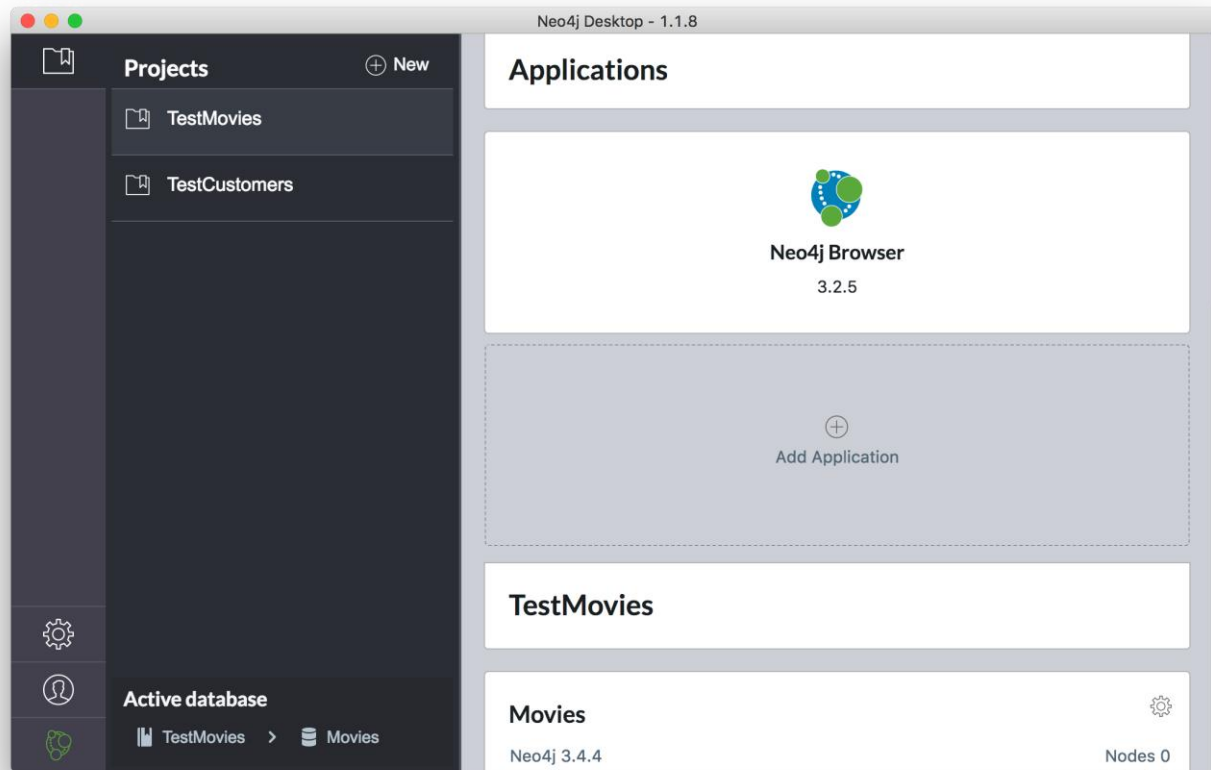 Neo4j Desktop - 1.1.8
Projects
New
TestMovies
TestCustomers
Active database
TestMovies > Movies
Applications
Neo4j Browser
3.2.5
Add Application
TestMovies
Movies
Neo4j 3.4.4
Nodes 0